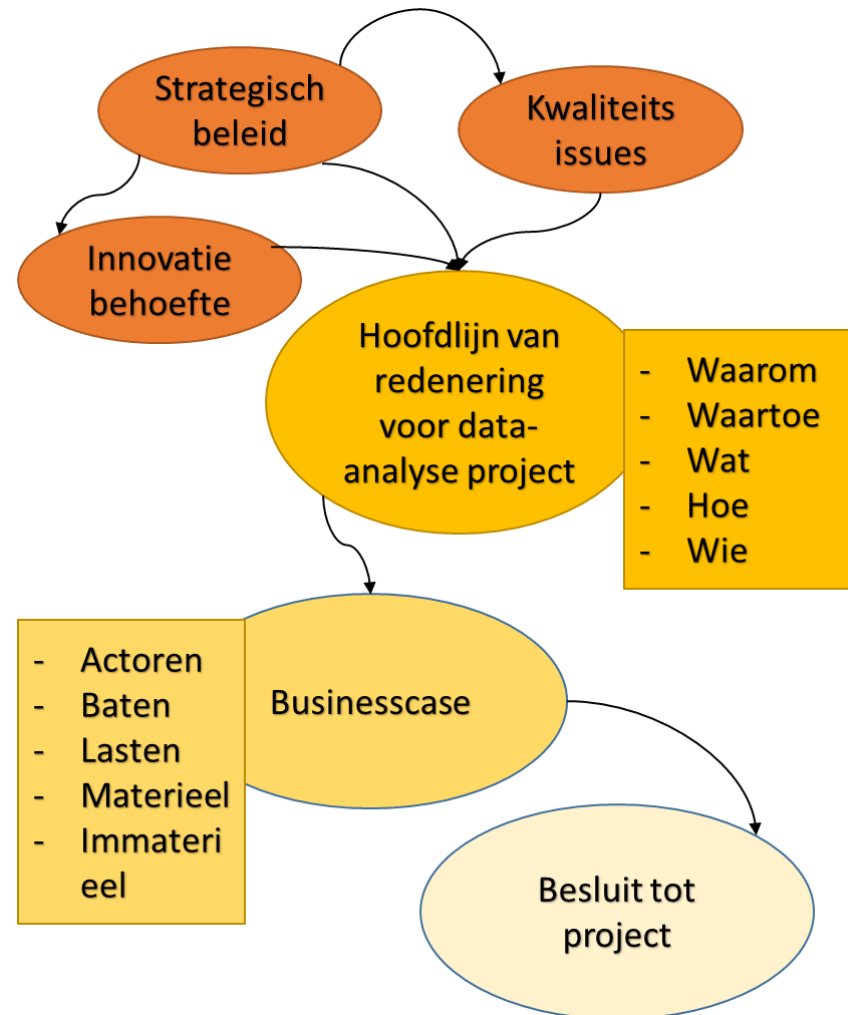 Strategisch
beleid
Kwaliteits
issues
Innovatie
behoefte
Hoofdlijn van
redenering
voor data-
analyse project
- Waarom
- Waartoe
- Wat
- Hoe
- Wie
- Actoren
- Baten
- Lasten
- Materieel
- Immateri
eel
Businesscase
Besluit tot
project